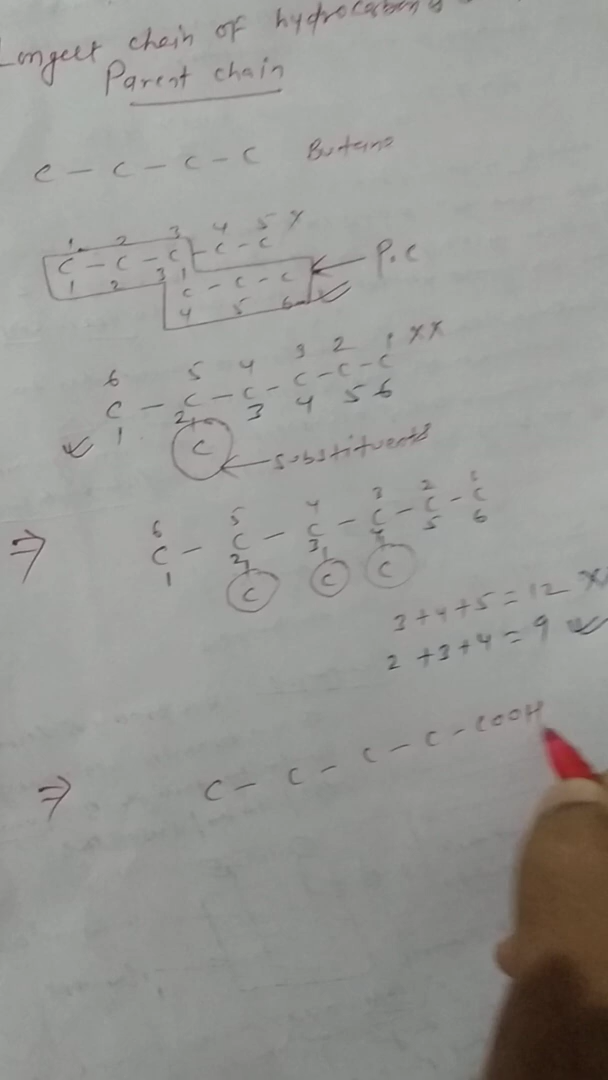 Longest chain of hydrocarbons
Parent chain
C - C - C - C Butane
1 2 3 4 5 x
C - C - C - C - C
1 2 3
C - C - C ← P.C
4 5 6
6 5 4 3 2 1 xx
C - C - C - C - C - C
1 2 3 4 5 6
C ← substituents
6 5 4 3 2 1
⇒ C - C - C - C - C - C
1 2 3 4 5 6
C C C
3+4+5 = 12 x
2+3+4 = 9 ✓
⇒ C - C - C - C - COOH